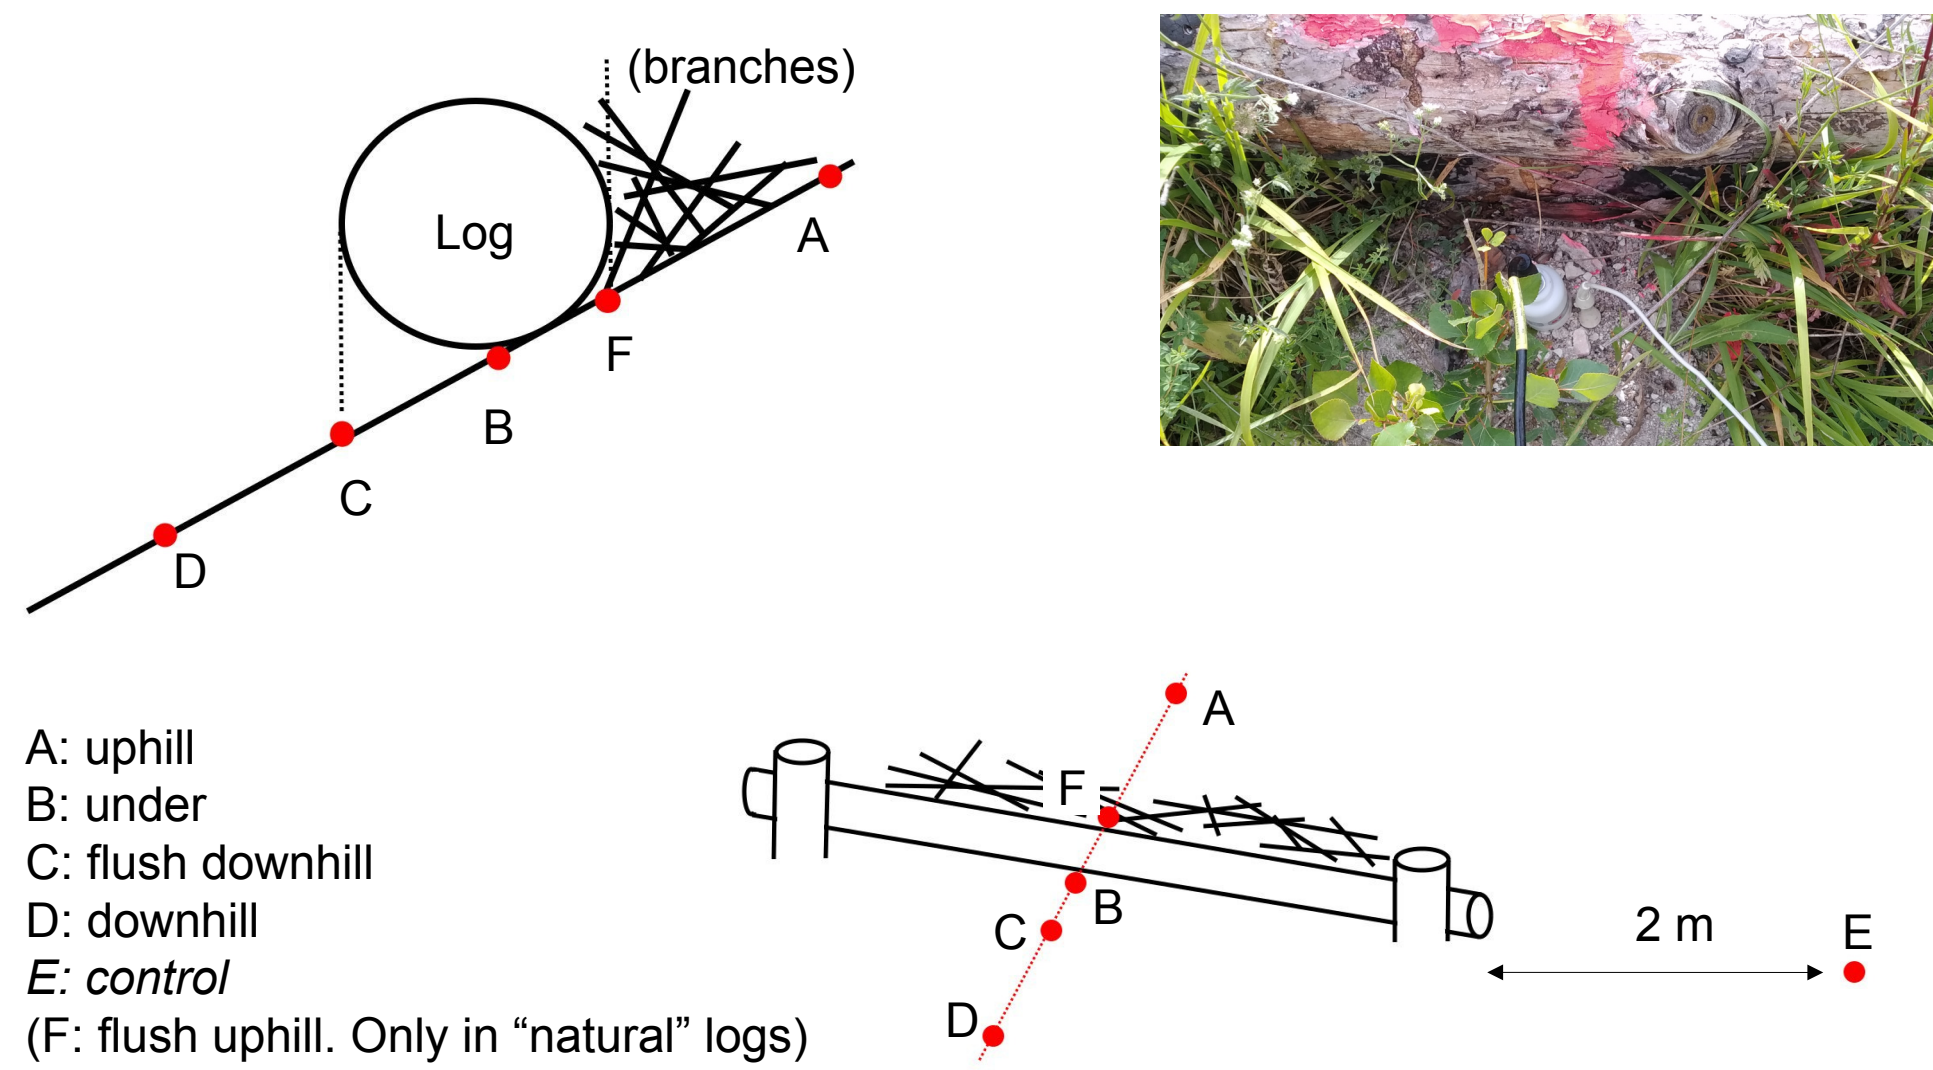 (branches)
Log
A
F
B
C
D
A: uphill
B: under
C: flush downhill
D: downhill
E: control
(F: flush uphill. Only in “natural” logs)
A
F
B
C
D
2 m
E